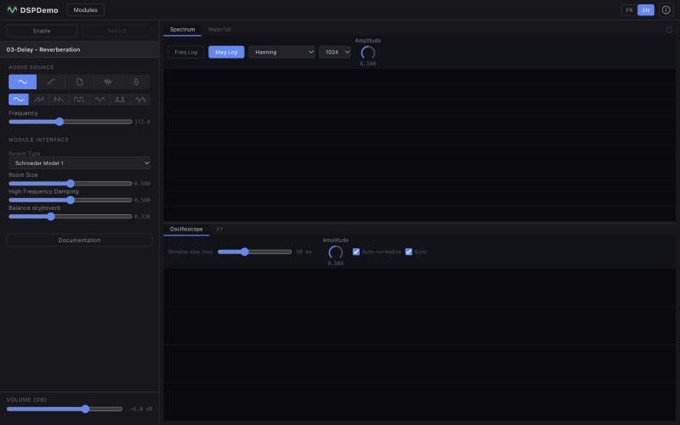 DSPDemo
Modules
FR
EN
Enable
Record
Spectrum
Waterfall
03-Delay – Reverberation
Freq Log
Mag Log
Hanning
1024
Amplitude
0.500
AUDIO SOURCE
Frequency
172.0
MODULE INTERFACE
Reverb Type
Schroeder Model 1
Room Size
0.500
High Frequency Damping
0.500
Balance dry/reverb
0.330
Documentation
Oscilloscope
XY
Window size (ms)
50 ms
Amplitude
0.500
Auto-normalize
Sync
VOLUME (DB)
-6.0 dB